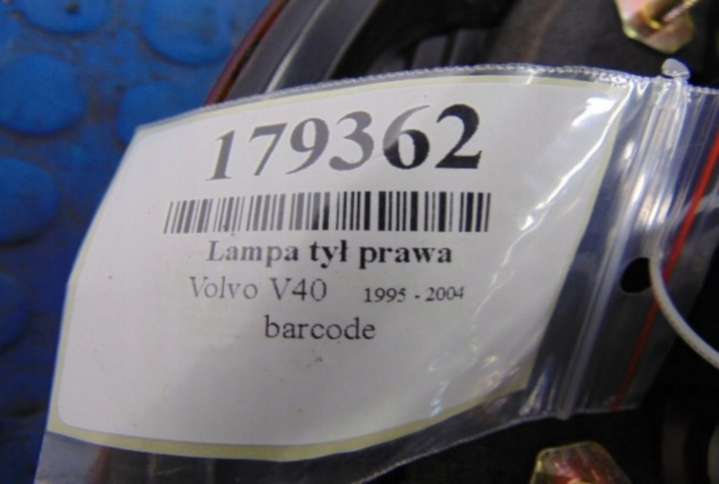 179362
Lampa tył prawa
Volvo V40 1995 - 2004
barcode